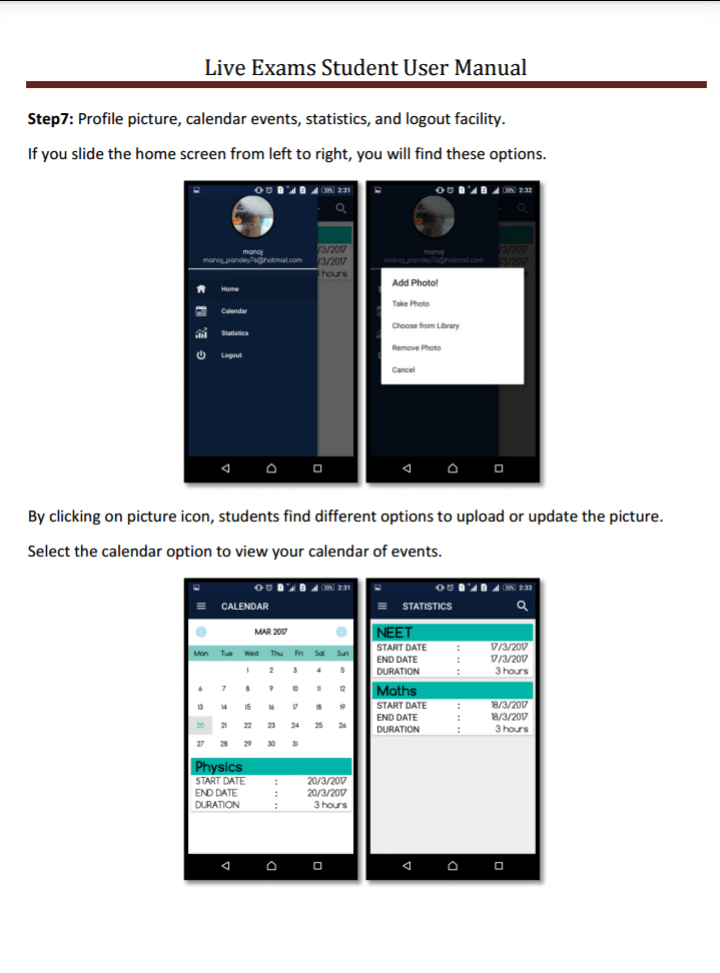 Live Exams Student User Manual
Step7: Profile picture, calendar events, statistics, and logout facility.
If you slide the home screen from left to right, you will find these options.
2:31
manoj
manoj_pandey76@hotmail.com
/3/2017
/3/2017
hours
Home
Calendar
Statistics
Logout
2:32
manoj
manoj_pandey76@hotmail.com
/3/2017
/3/2017
Add Photo!
Take Photo
Choose from Library
Remove Photo
Cancel
By clicking on picture icon, students find different options to upload or update the picture.
Select the calendar option to view your calendar of events.
2:31
CALENDAR
MAR 2017
Mon Tue Wed Thu Fri Sat Sun
1 2 3 4 5
6 7 8 9 10 11 12
13 14 15 16 17 18 19
20 21 22 23 24 25 26
27 28 29 30 31
Physics
START DATE : 20/3/2017
END DATE : 20/3/2017
DURATION : 3 hours
2:33
STATISTICS
NEET
START DATE : 17/3/2017
END DATE : 17/3/2017
DURATION : 3 hours
Maths
START DATE : 18/3/2017
END DATE : 18/3/2017
DURATION : 3 hours